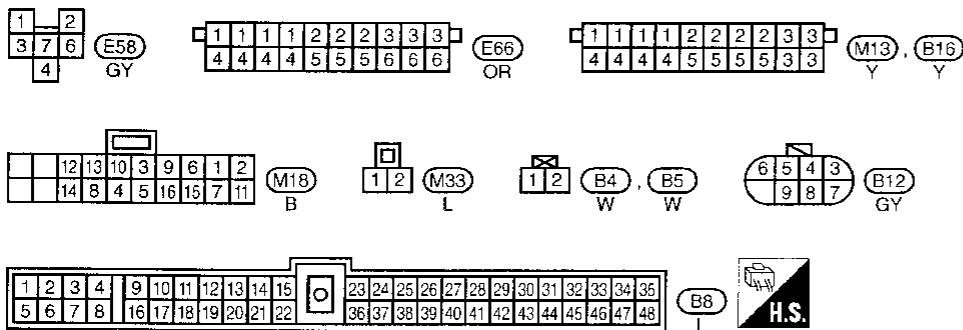 1 2
3 7 6 E58
4 GY
1 1 1 1 2 2 2 3 3 3
4 4 4 4 5 5 5 6 6 6 E66
OR
1 1 1 1 2 2 2 2 3 3
4 4 4 4 5 5 5 5 3 3 M13 , B16
Y Y
12 13 10 3 9 6 1 2
14 8 4 5 16 15 7 11 M18
B
1 2 M33
L
1 2 B4 , B5
W W
6 5 4 3
9 8 7 B12
GY
1 2 3 4 9 10 11 12 13 14 15 23 24 25 26 27 28 29 30 31 32 33 34 35
5 6 7 8 16 17 18 19 20 21 22 36 37 38 39 40 41 42 43 44 45 46 47 48 B8
H.S.